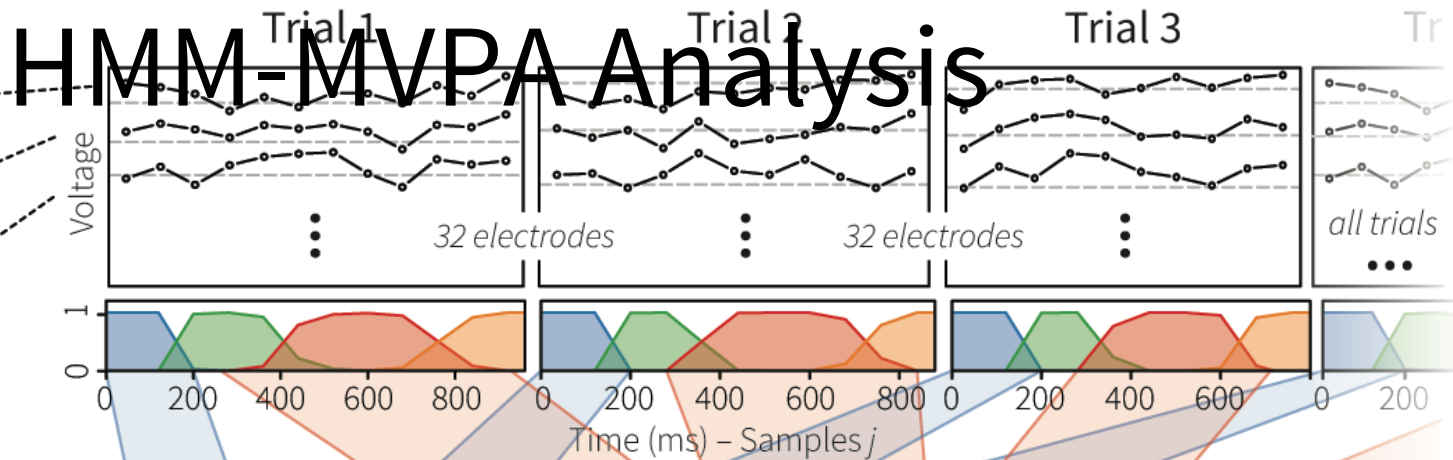 HMM-MVPA Analysis
Trial 1 Trial 2 Trial 3 Tr
Voltage
32 electrodes 32 electrodes all trials
1
0
0 200 400 600 800 0 200 400 600 800 0 200 400 600 0 200
Time (ms) – Samples j